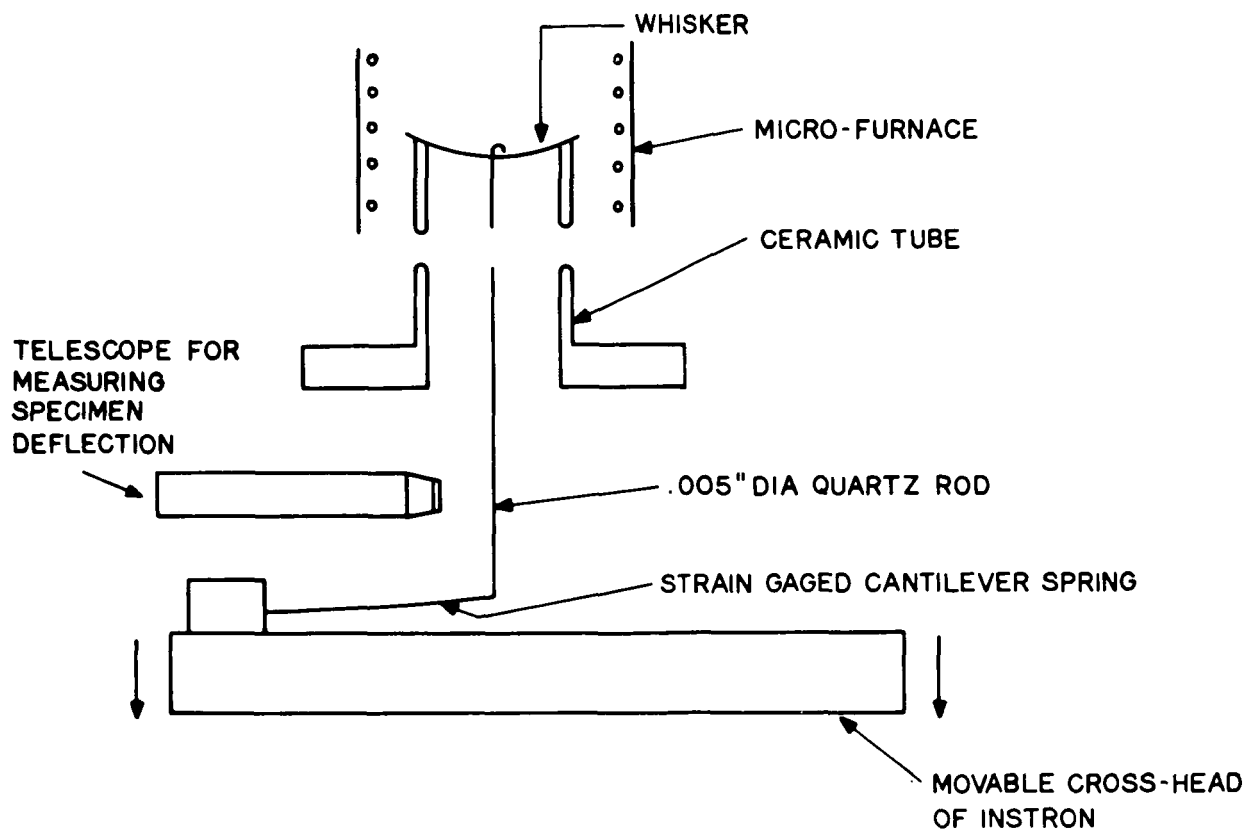 WHISKER
MICRO-FURNACE
CERAMIC TUBE
TELESCOPE FOR
MEASURING
SPECIMEN
DEFLECTION
.005" DIA QUARTZ ROD
STRAIN GAGED CANTILEVER SPRING
MOVABLE CROSS-HEAD
OF INSTRON